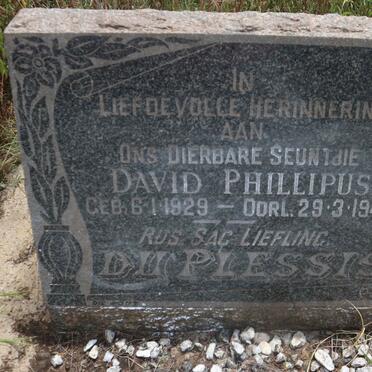 IN
LIEFDEVOLLE HERINNERIN
AAN
ONS DIERBARE SEUNTJIE
DAVID PHILLIPUS
GEB. 6.1.1929 — OORL. 29.3.194
RUS SAG LIEFLING.
DU PLESSIS